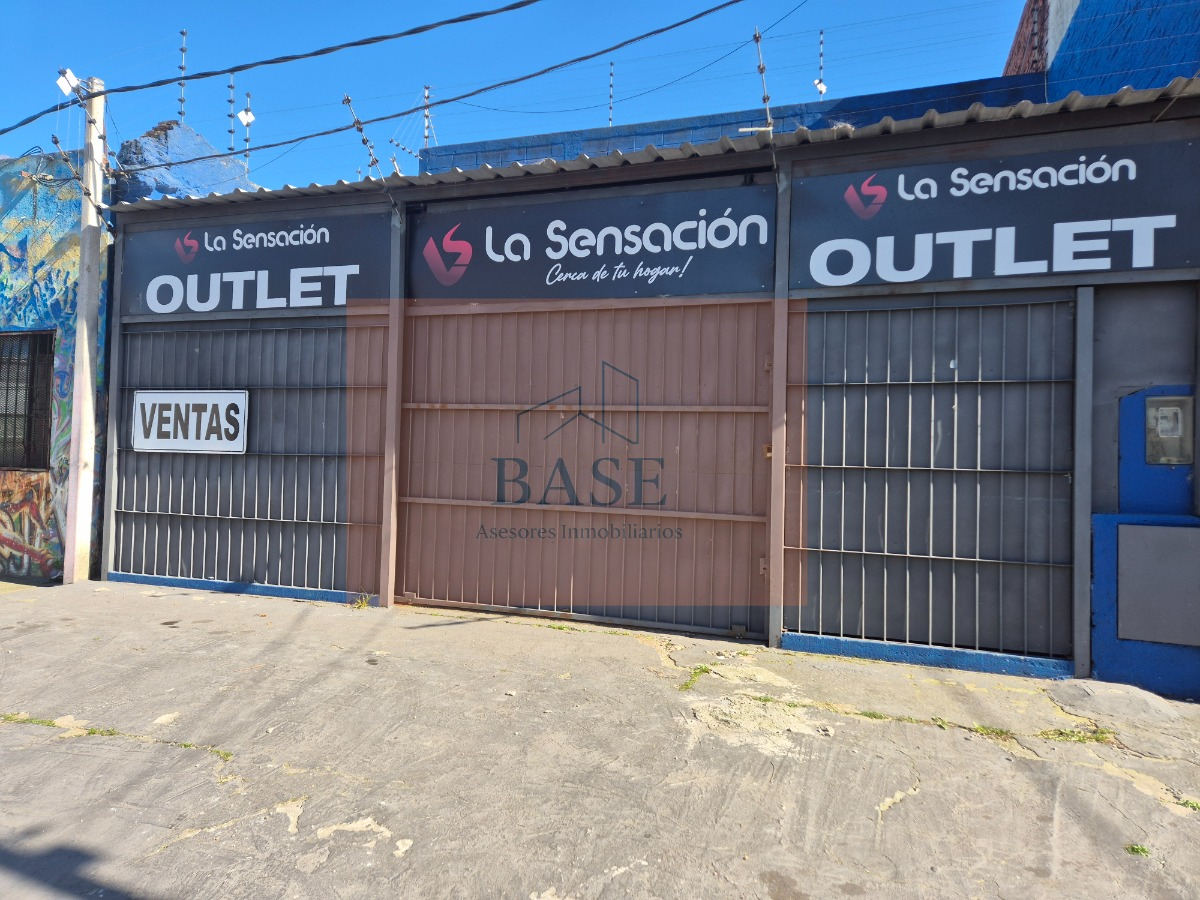 La Sensación
OUTLET
La Sensación
Cerca de tu hogar!
La Sensación
OUTLET
VENTAS
BASE
Asesores Inmobiliarios